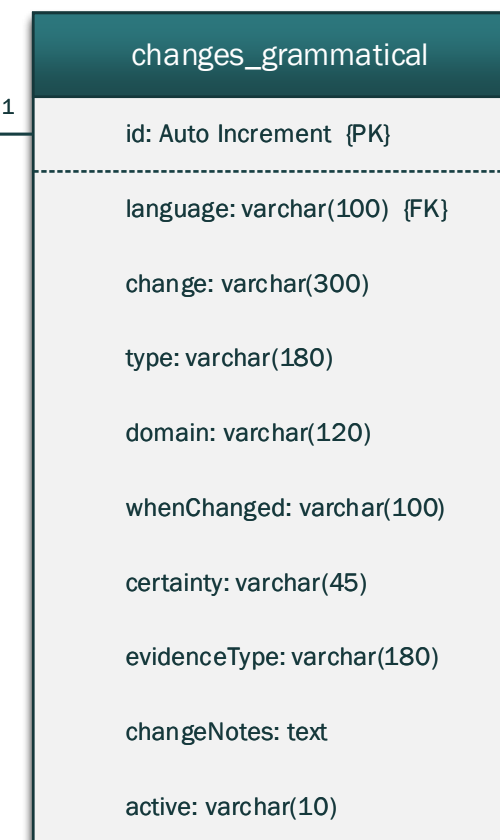 changes_grammatical
1
id: Auto Increment {PK}
language: varchar(100) {FK}
change: varchar(300)
type: varchar(180)
domain: varchar(120)
whenChanged: varchar(100)
certainty: varchar(45)
evidenceType: varchar(180)
changeNotes: text
active: varchar(10)